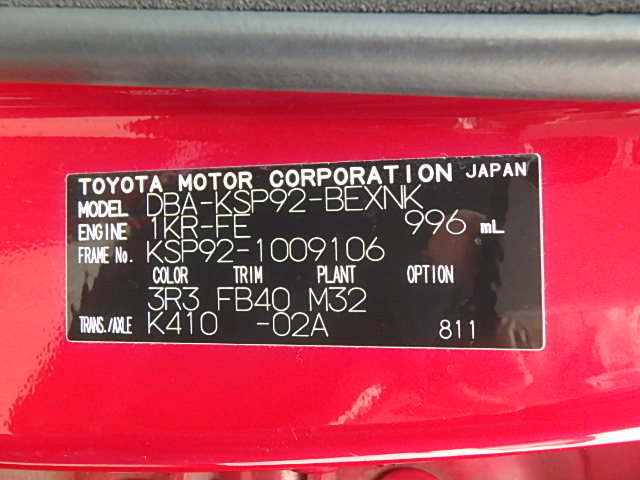 TOYOTA MOTOR CORPORATION JAPAN
MODEL DBA-KSP92-BEXNK
ENGINE 1KR-FE 996 mL
FRAME No. KSP92-1009106
COLOR TRIM PLANT OPTION
3R3 FB40 M32
TRANS./AXLE K410 -02A 811